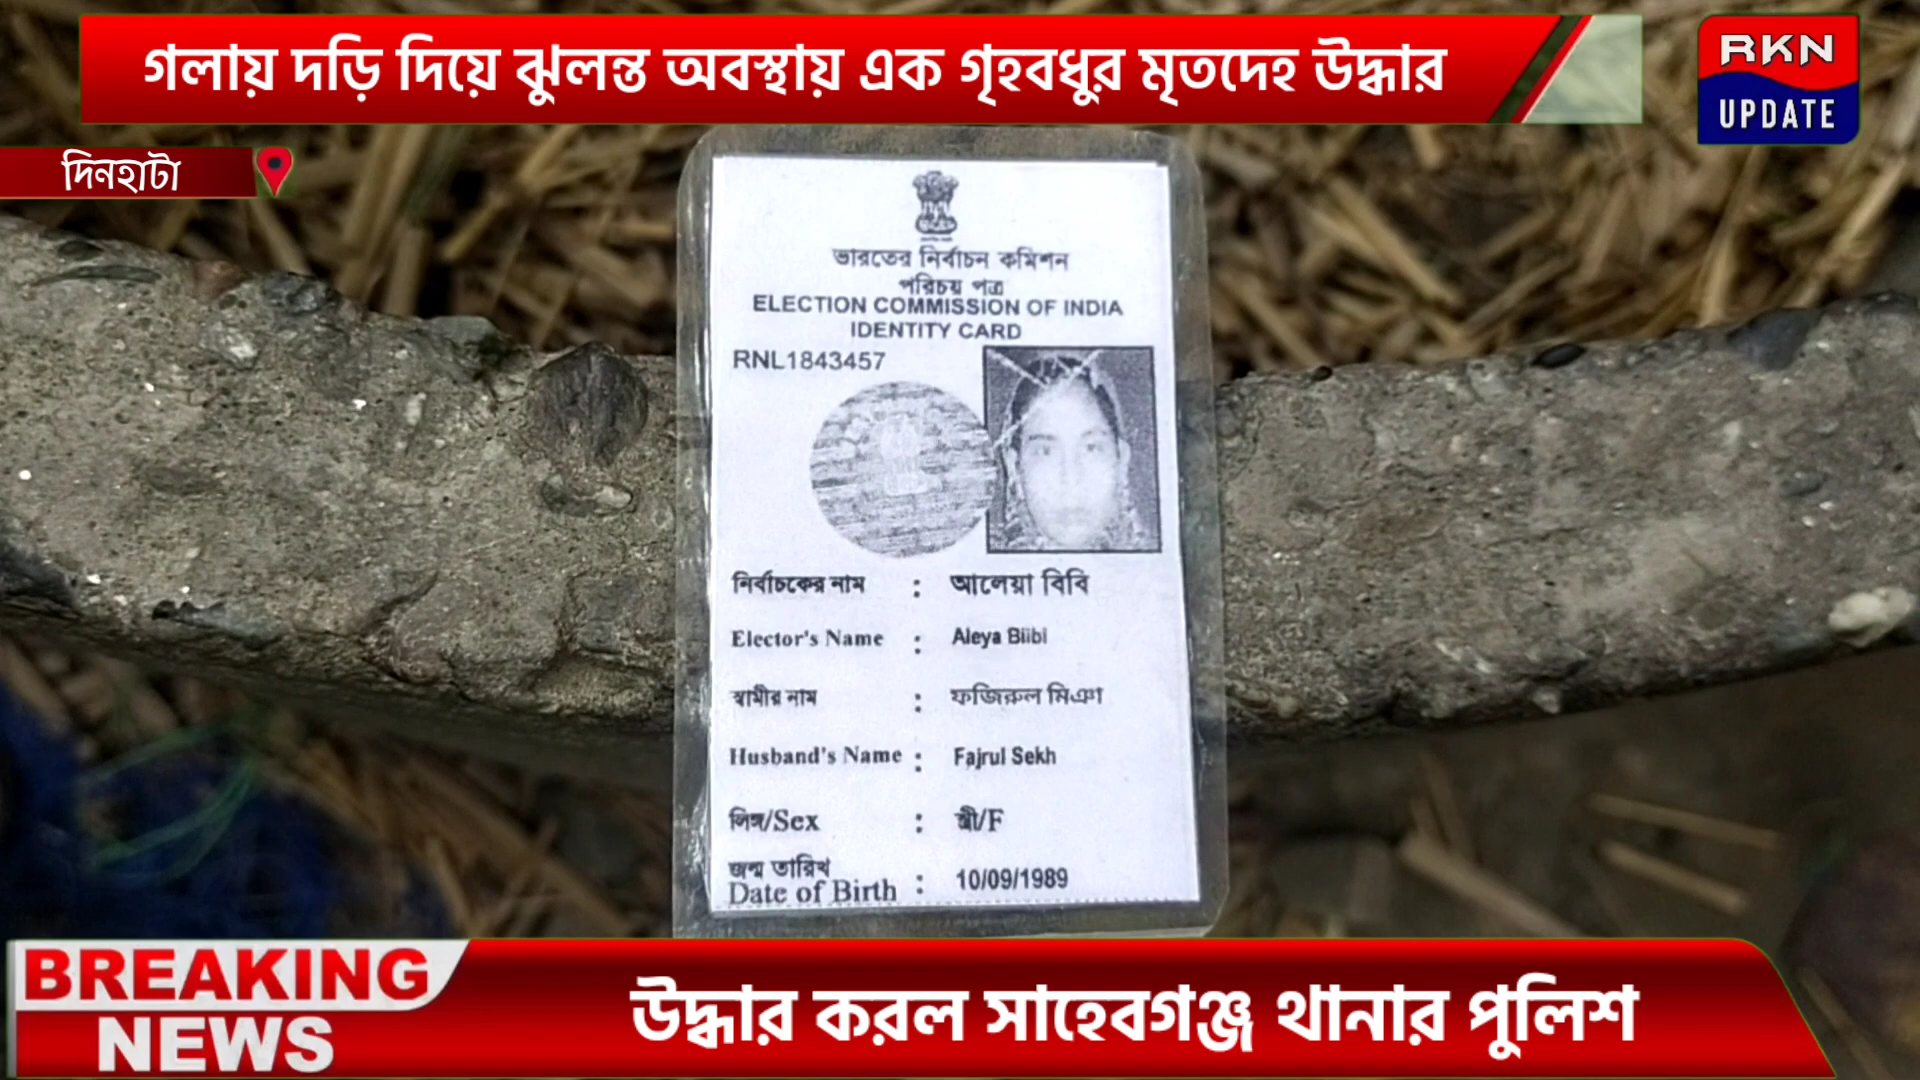 গলায় দড়ি দিয়ে ঝুলন্ত অবস্থায় এক গৃহবধুর মৃতদেহ উদ্ধার
RKN
UPDATE
দিনহাটা
ভারতের নির্বাচন কমিশন
পরিচয় পত্র
ELECTION COMMISSION OF INDIA
IDENTITY CARD
RNL1843457
নির্বাচকের নাম : আলেয়া বিবি
Elector's Name : Aleya BiibI
স্বামীর নাম : ফজিরুল মিঞা
Husband's Name : Fajrul Sekh
লিঙ্গ/Sex : স্ত্রী/F
জন্ম তারিখ
Date of Birth : 10/09/1989
BREAKING
NEWS
উদ্ধার করল সাহেবগঞ্জ থানার পুলিশ